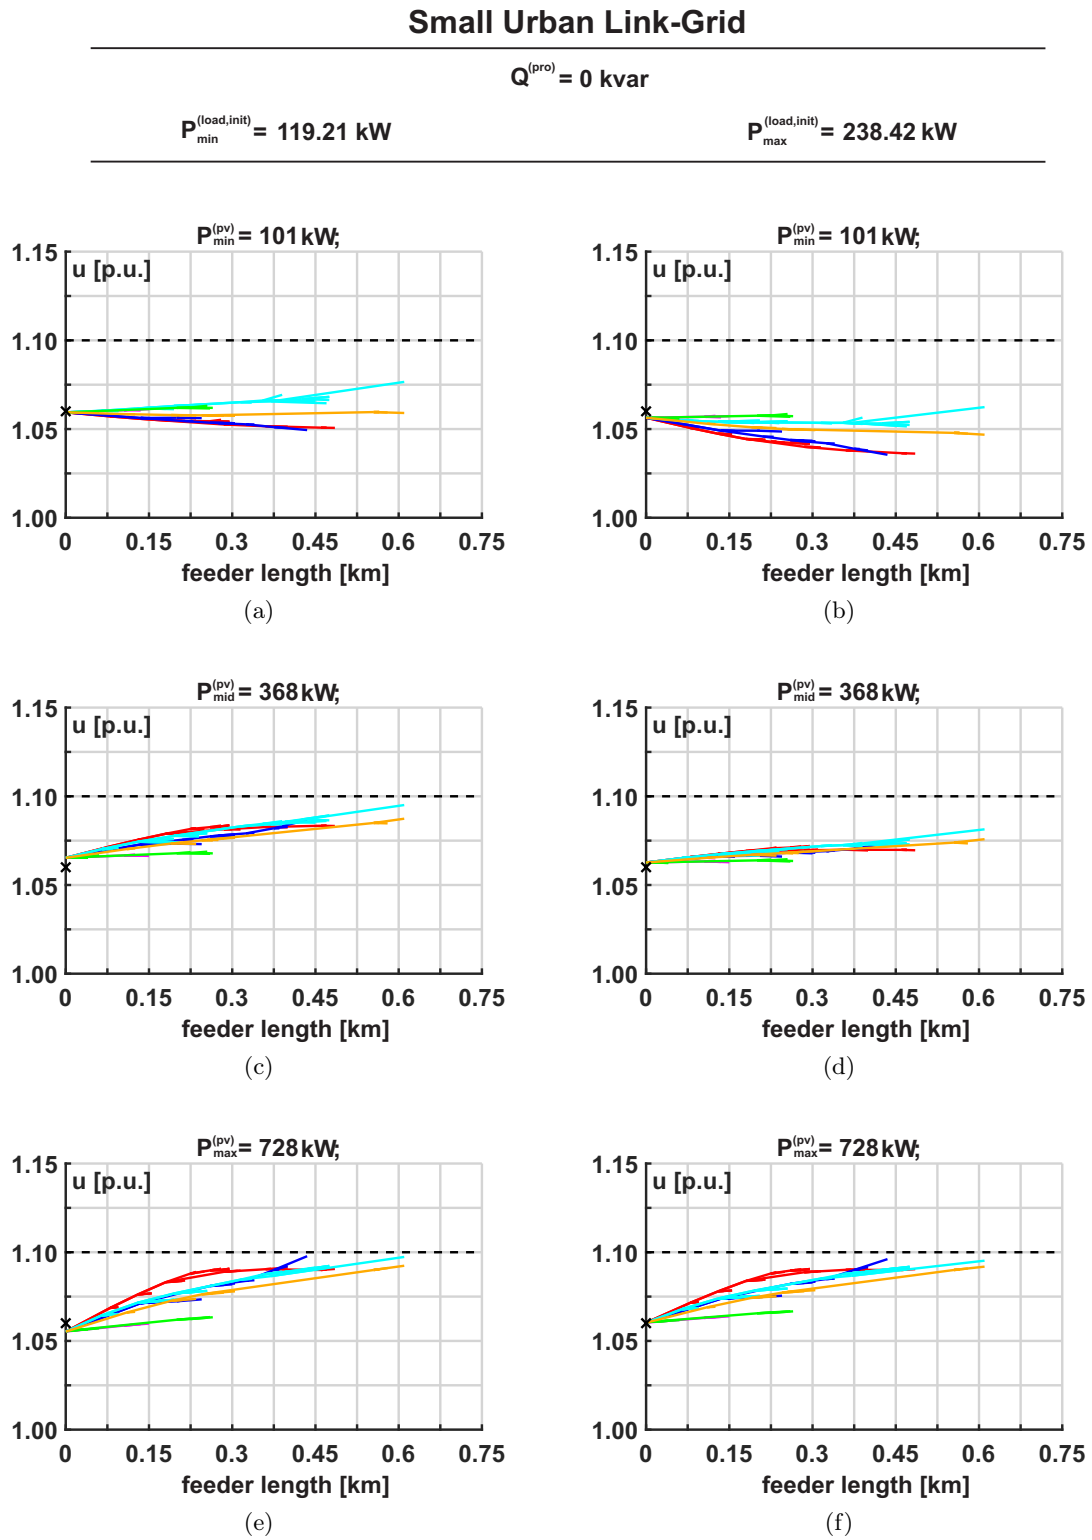 Small Urban Link-Grid
Q(pro) = 0 kvar
P(load,init)min = 119.21 kW P(load,init)max = 238.42 kW
P(pv)min = 101 kW; P(pv)min = 101 kW;
1.15 u [p.u.] 1.15 u [p.u.]
1.10 1.10
1.05 1.05
1.00 1.00
0 0.15 0.3 0.45 0.6 0.75 0 0.15 0.3 0.45 0.6 0.75
feeder length [km] feeder length [km]
(a) (b)
P(pv)mid = 368 kW; P(pv)mid = 368 kW;
1.15 u [p.u.] 1.15 u [p.u.]
1.10 1.10
1.05 1.05
1.00 1.00
0 0.15 0.3 0.45 0.6 0.75 0 0.15 0.3 0.45 0.6 0.75
feeder length [km] feeder length [km]
(c) (d)
P(pv)max = 728 kW; P(pv)max = 728 kW;
1.15 u [p.u.] 1.15 u [p.u.]
1.10 1.10
1.05 1.05
1.00 1.00
0 0.15 0.3 0.45 0.6 0.75 0 0.15 0.3 0.45 0.6 0.75
feeder length [km] feeder length [km]
(e) (f)